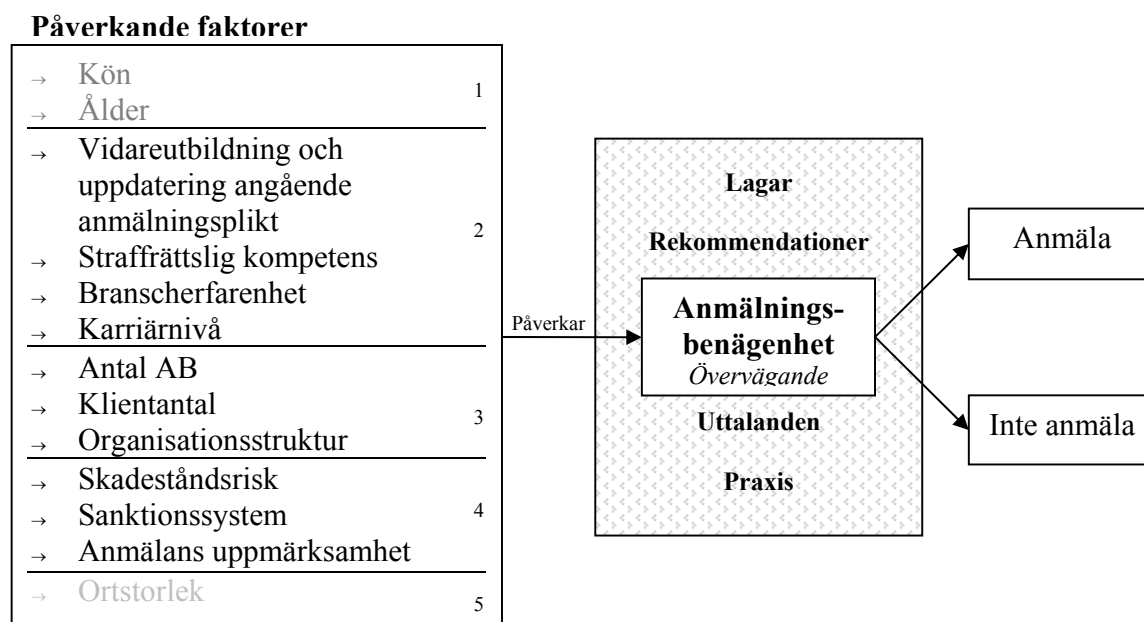 Påverkande faktorer
→ Kön
→ Ålder
1
→ Vidareutbildning och
uppdatering angående
anmälningsplikt
→ Straffrättslig kompetens
→ Branscherfarenhet
→ Karriärnivå
2
→ Antal AB
→ Klientantal
→ Organisationsstruktur
3
→ Skadeståndsrisk
→ Sanktionssystem
→ Anmälans uppmärksamhet
4
→ Ortstorlek
5
Påverkar
Lagar
Rekommendationer
Anmälnings-
benägenhet
Övervägande
Uttalanden
Praxis
Anmäla
Inte anmäla